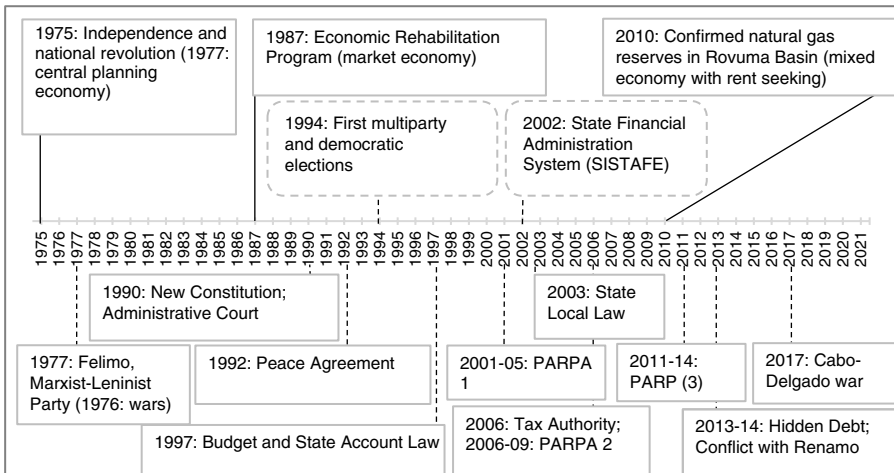 1975: Independence and
national revolution (1977:
central planning
economy)
1987: Economic Rehabilitation
Program (market economy)
2010: Confirmed natural gas
reserves in Rovuma Basin (mixed
economy with rent seeking)
1994: First multiparty
and democratic
elections
2002: State Financial
Administration
System (SISTAFE)
1975
1976
1977
1978
1979
1980
1981
1982
1983
1984
1985
1986
1987
1988
1989
1990
1991
1992
1993
1994
1995
1996
1997
1998
1999
2000
2001
2002
2003
2004
2005
2006
2007
2008
2009
2010
2011
2012
2013
2014
2015
2016
2017
2018
2019
2020
2021
1990: New Constitution;
Administrative Court
2003: State
Local Law
1977: Felimo,
Marxist-Leninist
Party (1976: wars)
1992: Peace Agreement
2001-05: PARPA
1
2011-14:
PARP (3)
2017: Cabo-
Delgado war
1997: Budget and State Account Law
2006: Tax Authority;
2006-09: PARPA 2
2013-14: Hidden Debt;
Conflict with Renamo